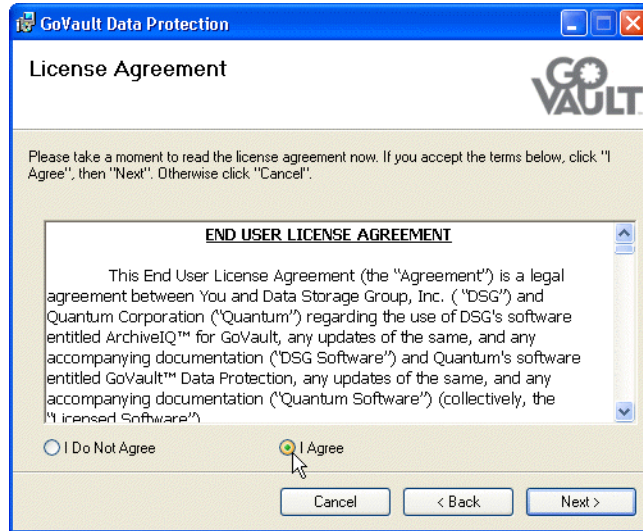 GoVault Data Protection
License Agreement
GO
VAULT
Please take a moment to read the license agreement now. If you accept the terms below, click "I
Agree", then "Next". Otherwise click "Cancel".
END USER LICENSE AGREEMENT
This End User License Agreement (the "Agreement") is a legal
agreement between You and Data Storage Group, Inc. ( "DSG") and
Quantum Corporation ("Quantum") regarding the use of DSG's software
entitled ArchiveIQ™ for GoVault, any updates of the same, and any
accompanying documentation ("DSG Software") and Quantum's software
entitled GoVault™ Data Protection, any updates of the same, and any
accompanying documentation ("Quantum Software") (collectively, the
"Licensed Software")
I Do Not Agree
I Agree
Cancel
< Back
Next >